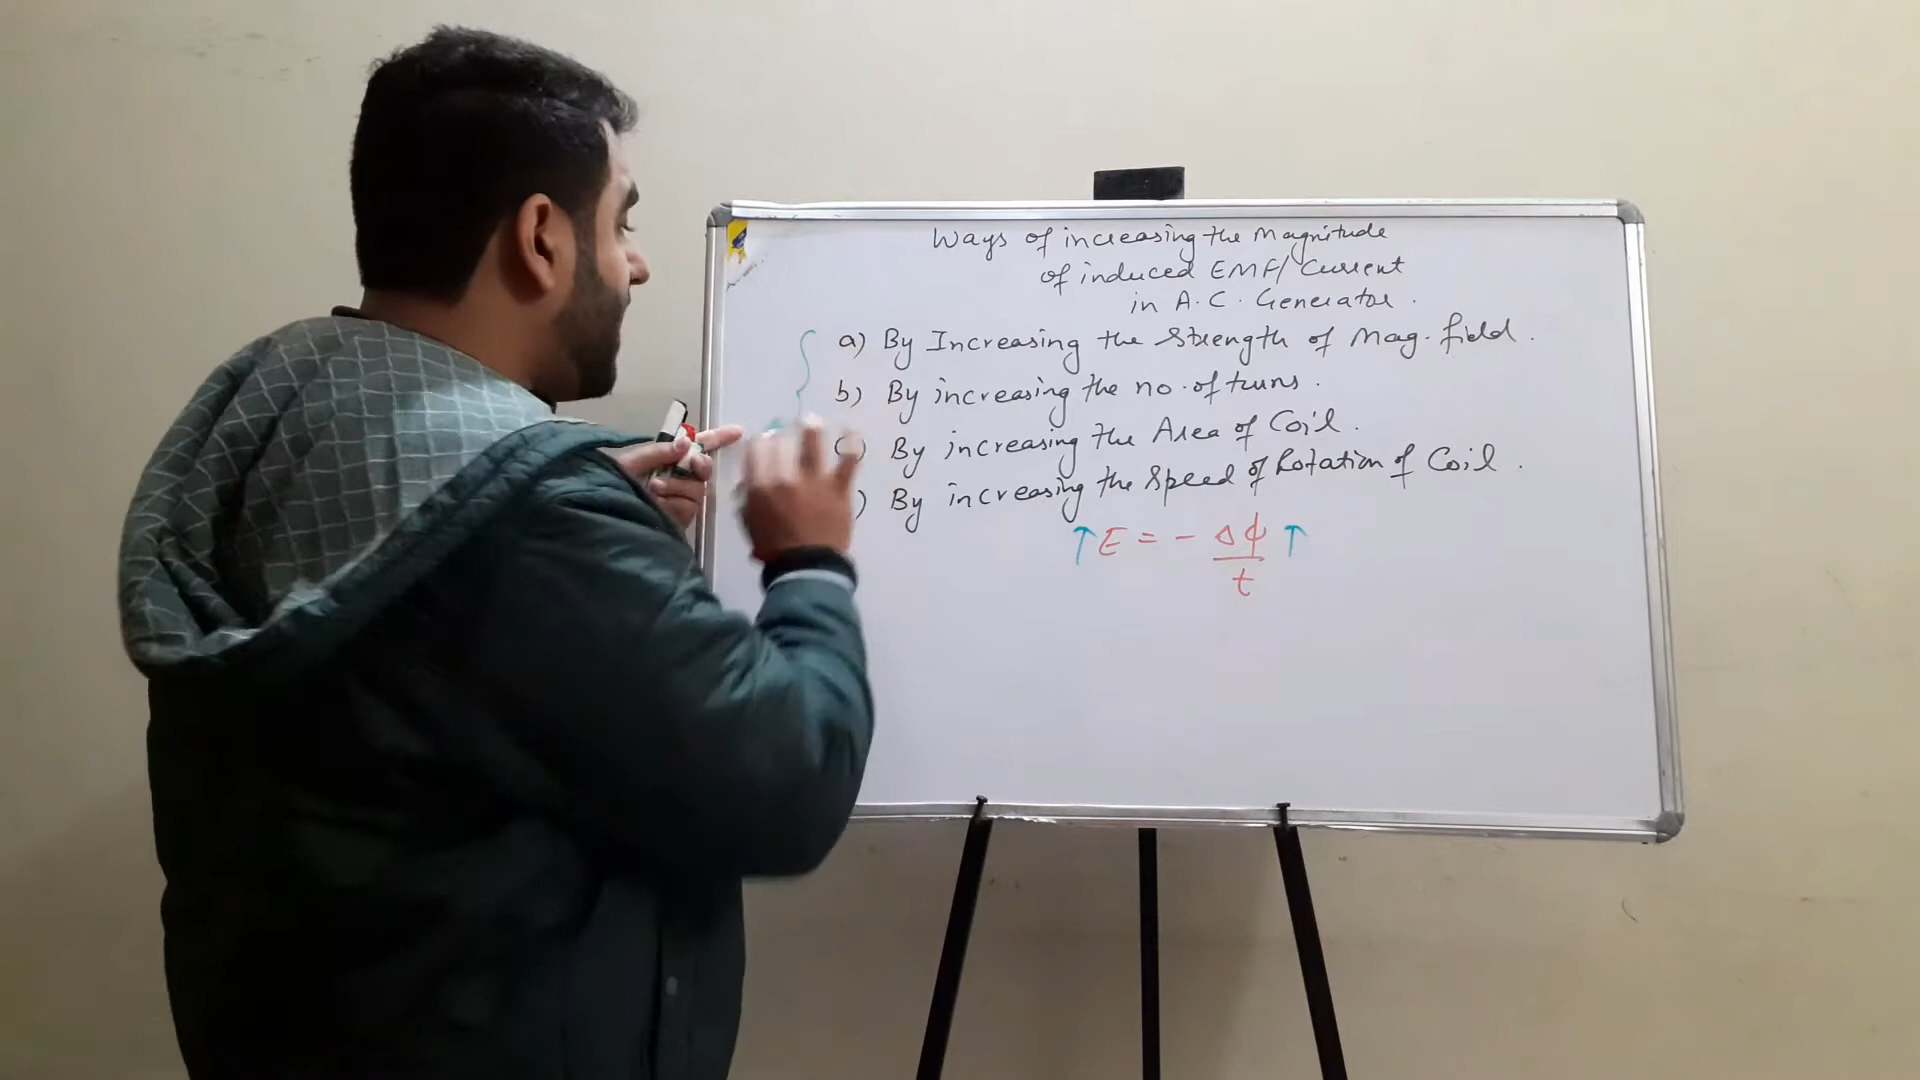 Ways of increasing the Magnitude
of induced EMF/ Current
in A.C. Generator.
a) By Increasing the Strength of Mag. field.
b) By increasing the no. of turns.
) By increasing the Area of Coil.
) By increasing the Speed of Rotation of Coil.
↑ E = - Δϕ ↑
t